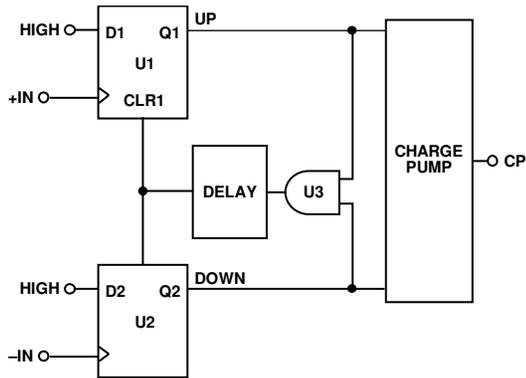 UP
HIGH D1 Q1
U1
+IN
CLR1
CHARGE
PUMP
CP
DELAY
U3
DOWN
HIGH D2 Q2
U2
–IN